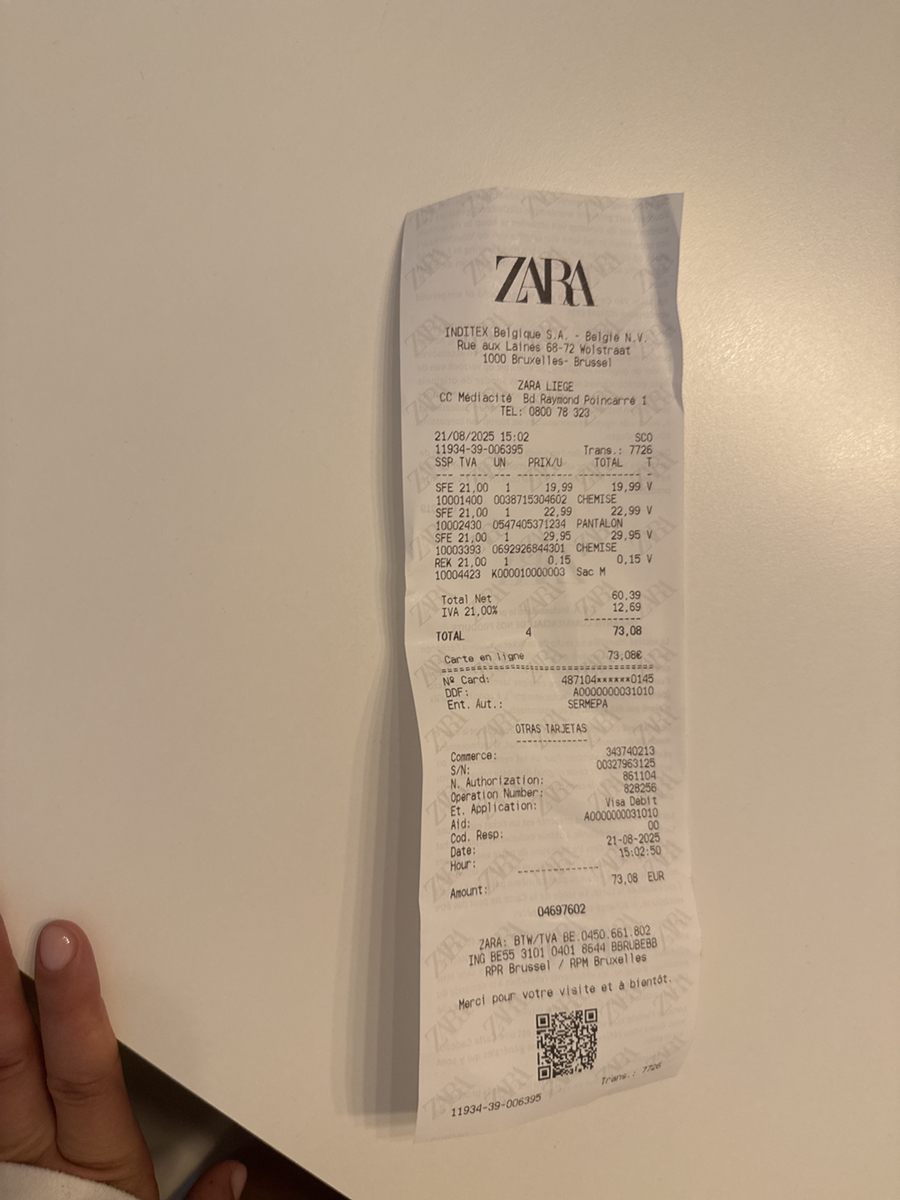 ZARA
INDITEX Belgique S.A. - België N.V.
Rue aux Laines 68-72 Wolstraat
1000 Bruxelles- Brussel
ZARA LIEGE
CC Médiacité Bd Raymond Poincarré 1
TEL: 0800 78 323
21/08/2025 15:02 SCO
11934-39-006395 Trans.: 7726
SSP TVA UN PRIX/U TOTAL T
SFE 21,00 1 19,99 19,99 V
10001400 0038715304602 CHEMISE
SFE 21,00 1 22,99 22,99 V
10002430 0547405371234 PANTALON
SFE 21,00 1 29,95 29,95 V
10003393 0692926844301 CHEMISE
REK 21,00 1 0,15 0,15 V
10004423 K000010000003 Sac M
Total Net 60,39
IVA 21,00% 12,69
TOTAL 4 73,08
Carte en ligne 73,08€
Nº Card: 487104******0145
DDF: A0000000031010
Ent. Aut.: SERMEPA
OTRAS TARJETAS
Commerce: 343740213
S/N: 00327963125
N. Authorization: 861104
Operation Number: 828256
Et. Application: Visa Debit
Aid: A0000000031010
Cod. Resp: 00
Date: 21-08-2025
Hour: 15:02:50
Amount: 73,08 EUR
04697602
ZARA: BTW/TVA BE.0450.661.802
ING BE55 3101 0401 8644 BBRUBEBB
RPR Brussel / RPM Bruxelles
Merci pour votre visite et à bientôt.
Trans.: 7726
11934-39-006395